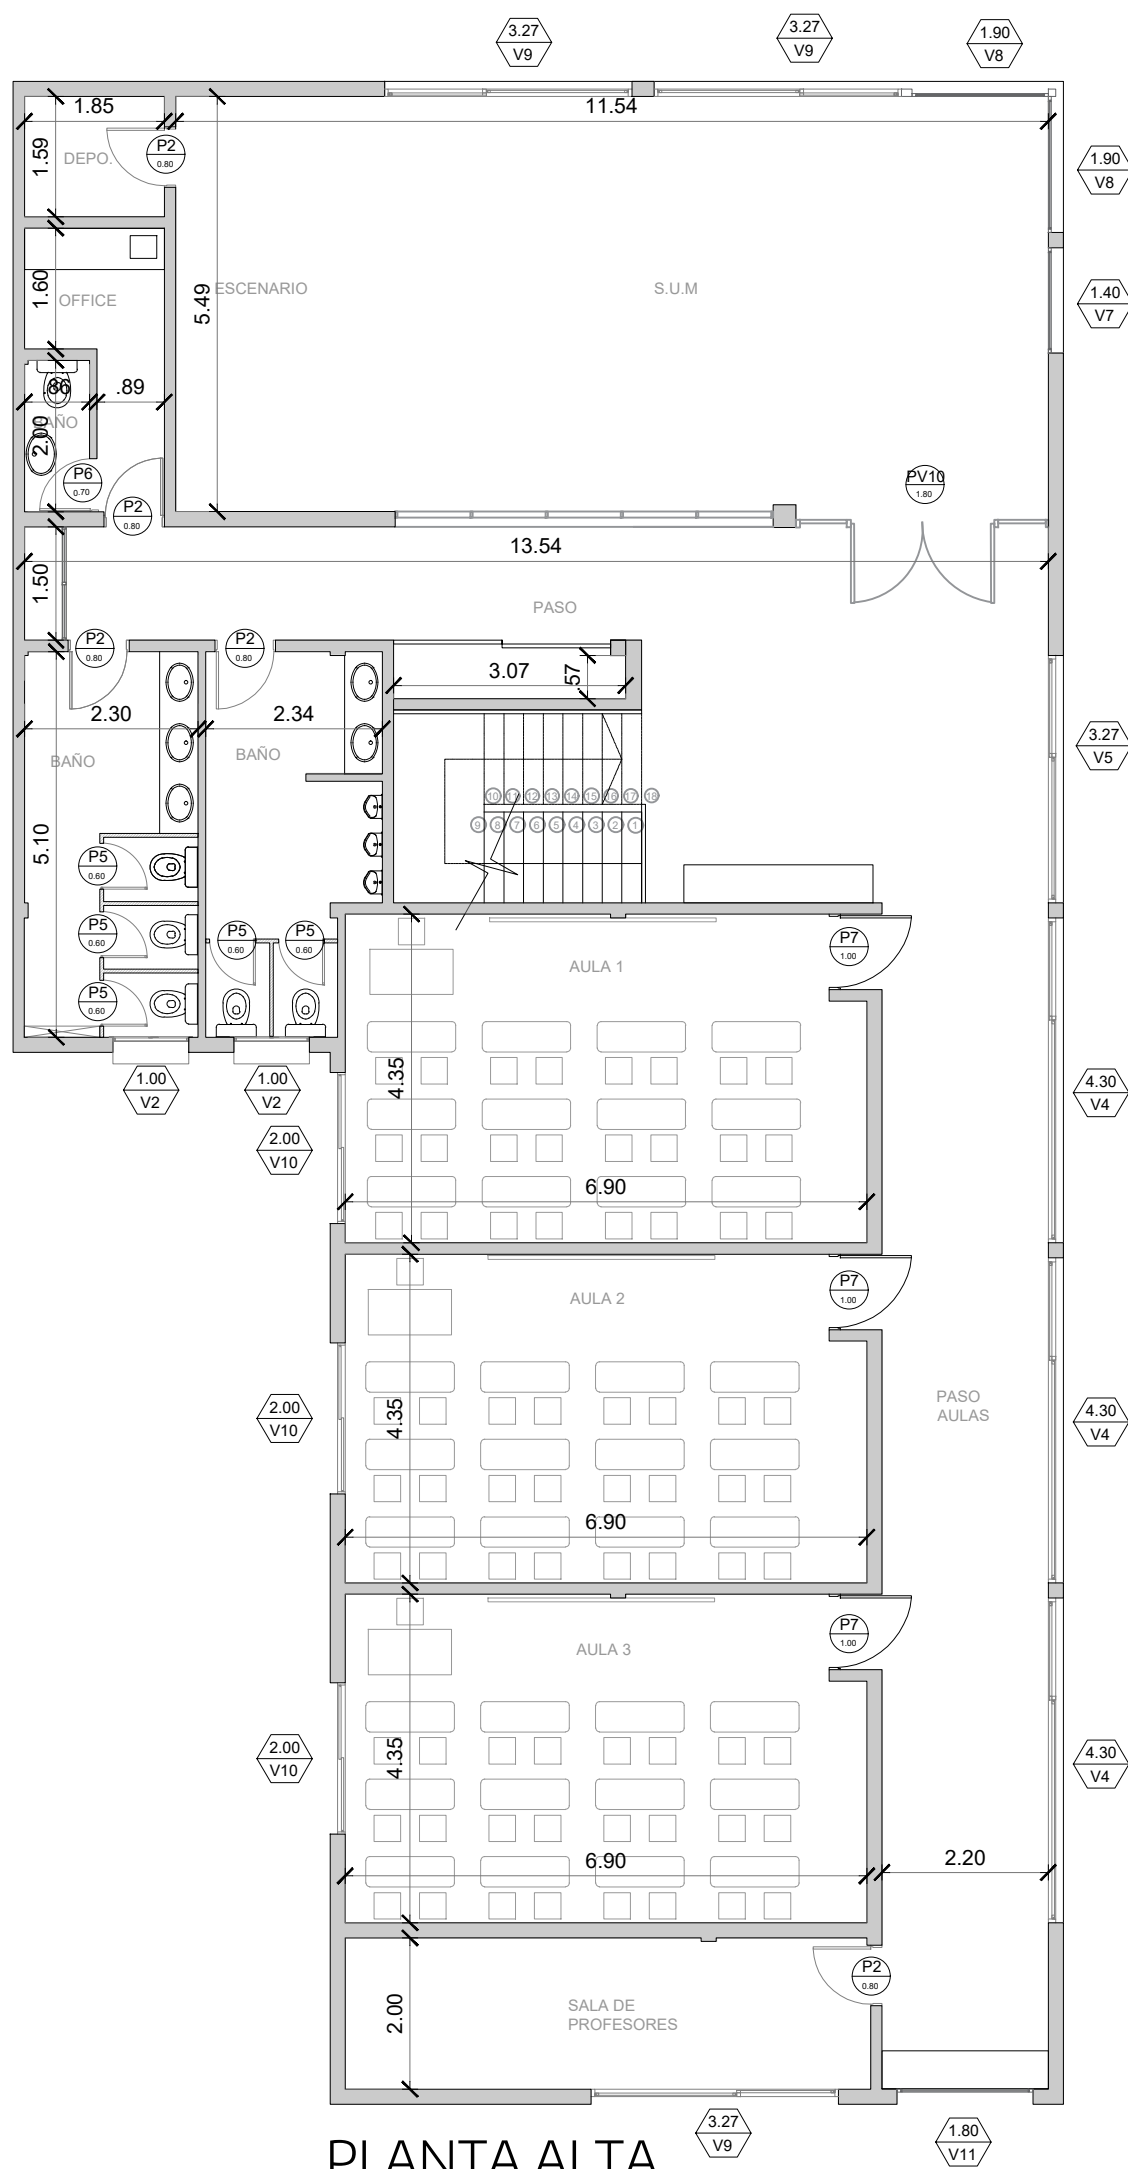 3.27
V9
3.27
V9
1.90
V8
1.85
11.54
1.59
DEPO.
P2
0.80
1.90
V8
1.60
OFFICE
5.49
ESCENARIO
S.U.M
1.40
V7
.86
.89
BAÑO
2.00
P6
0.70
P2
0.80
PV10
1.80
13.54
1.50
PASO
P2
0.80
P2
0.80
3.07
.57
2.30
2.34
BAÑO
BAÑO
3.27
V5
10 11 12 13 14 15 16 17 18
9 8 7 6 5 4 3 2 1
5.10
P5
0.60
P5
0.60
P5
0.60
P5
0.60
P5
0.60
AULA 1
P7
1.00
4.35
6.90
1.00
V2
1.00
V2
2.00
V10
4.30
V4
AULA 2
P7
1.00
4.35
6.90
2.00
V10
PASO
AULAS
4.30
V4
AULA 3
P7
1.00
4.35
6.90
2.00
V10
4.30
V4
2.20
P2
0.80
2.00
SALA DE
PROFESORES
3.27
V9
1.80
V11
PLANTA ALTA